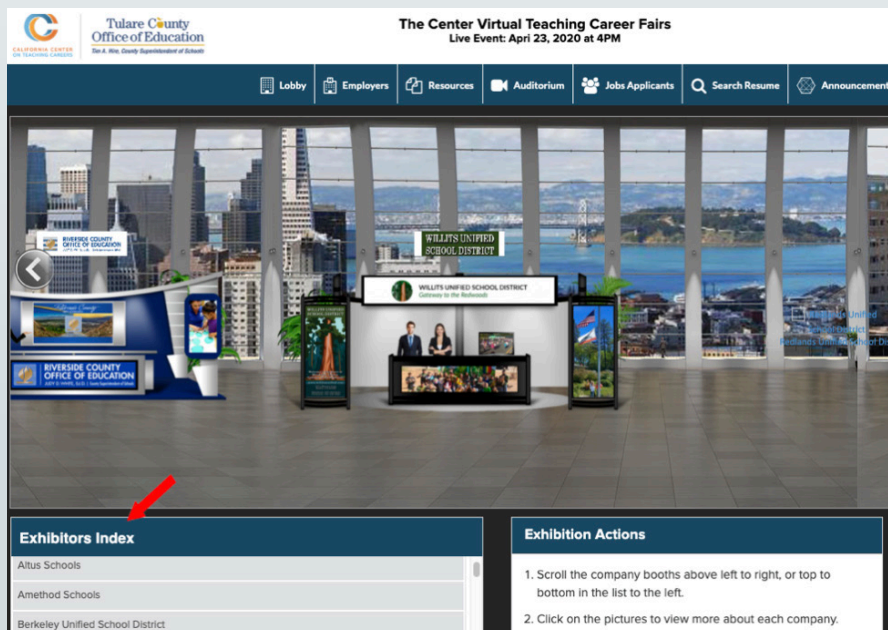 CALIFORNIA CENTER
ON TEACHING CAREERS
Tulare County
Office of Education
Tim A. Hire, County Superintendent of Schools
The Center Virtual Teaching Career Fairs
Live Event: Apri 23, 2020 at 4PM
Lobby
Employers
Resources
Auditorium
Jobs Applicants
Search Resume
Announcement
RIVERSIDE COUNTY
OFFICE OF EDUCATION
WILLITS UNIFIED
SCHOOL DISTRICT
WILLITS UNIFIED SCHOOL DISTRICT
Gateway to the Redwoods
RIVERSIDE COUNTY
OFFICE OF EDUCATION
Unified
District
Redlands Unified School Dis
Exhibitors Index
Altus Schools
Amethod Schools
Berkeley Unified School District
Exhibition Actions
1. Scroll the company booths above left to right, or top to
bottom in the list to the left.
2. Click on the pictures to view more about each company.